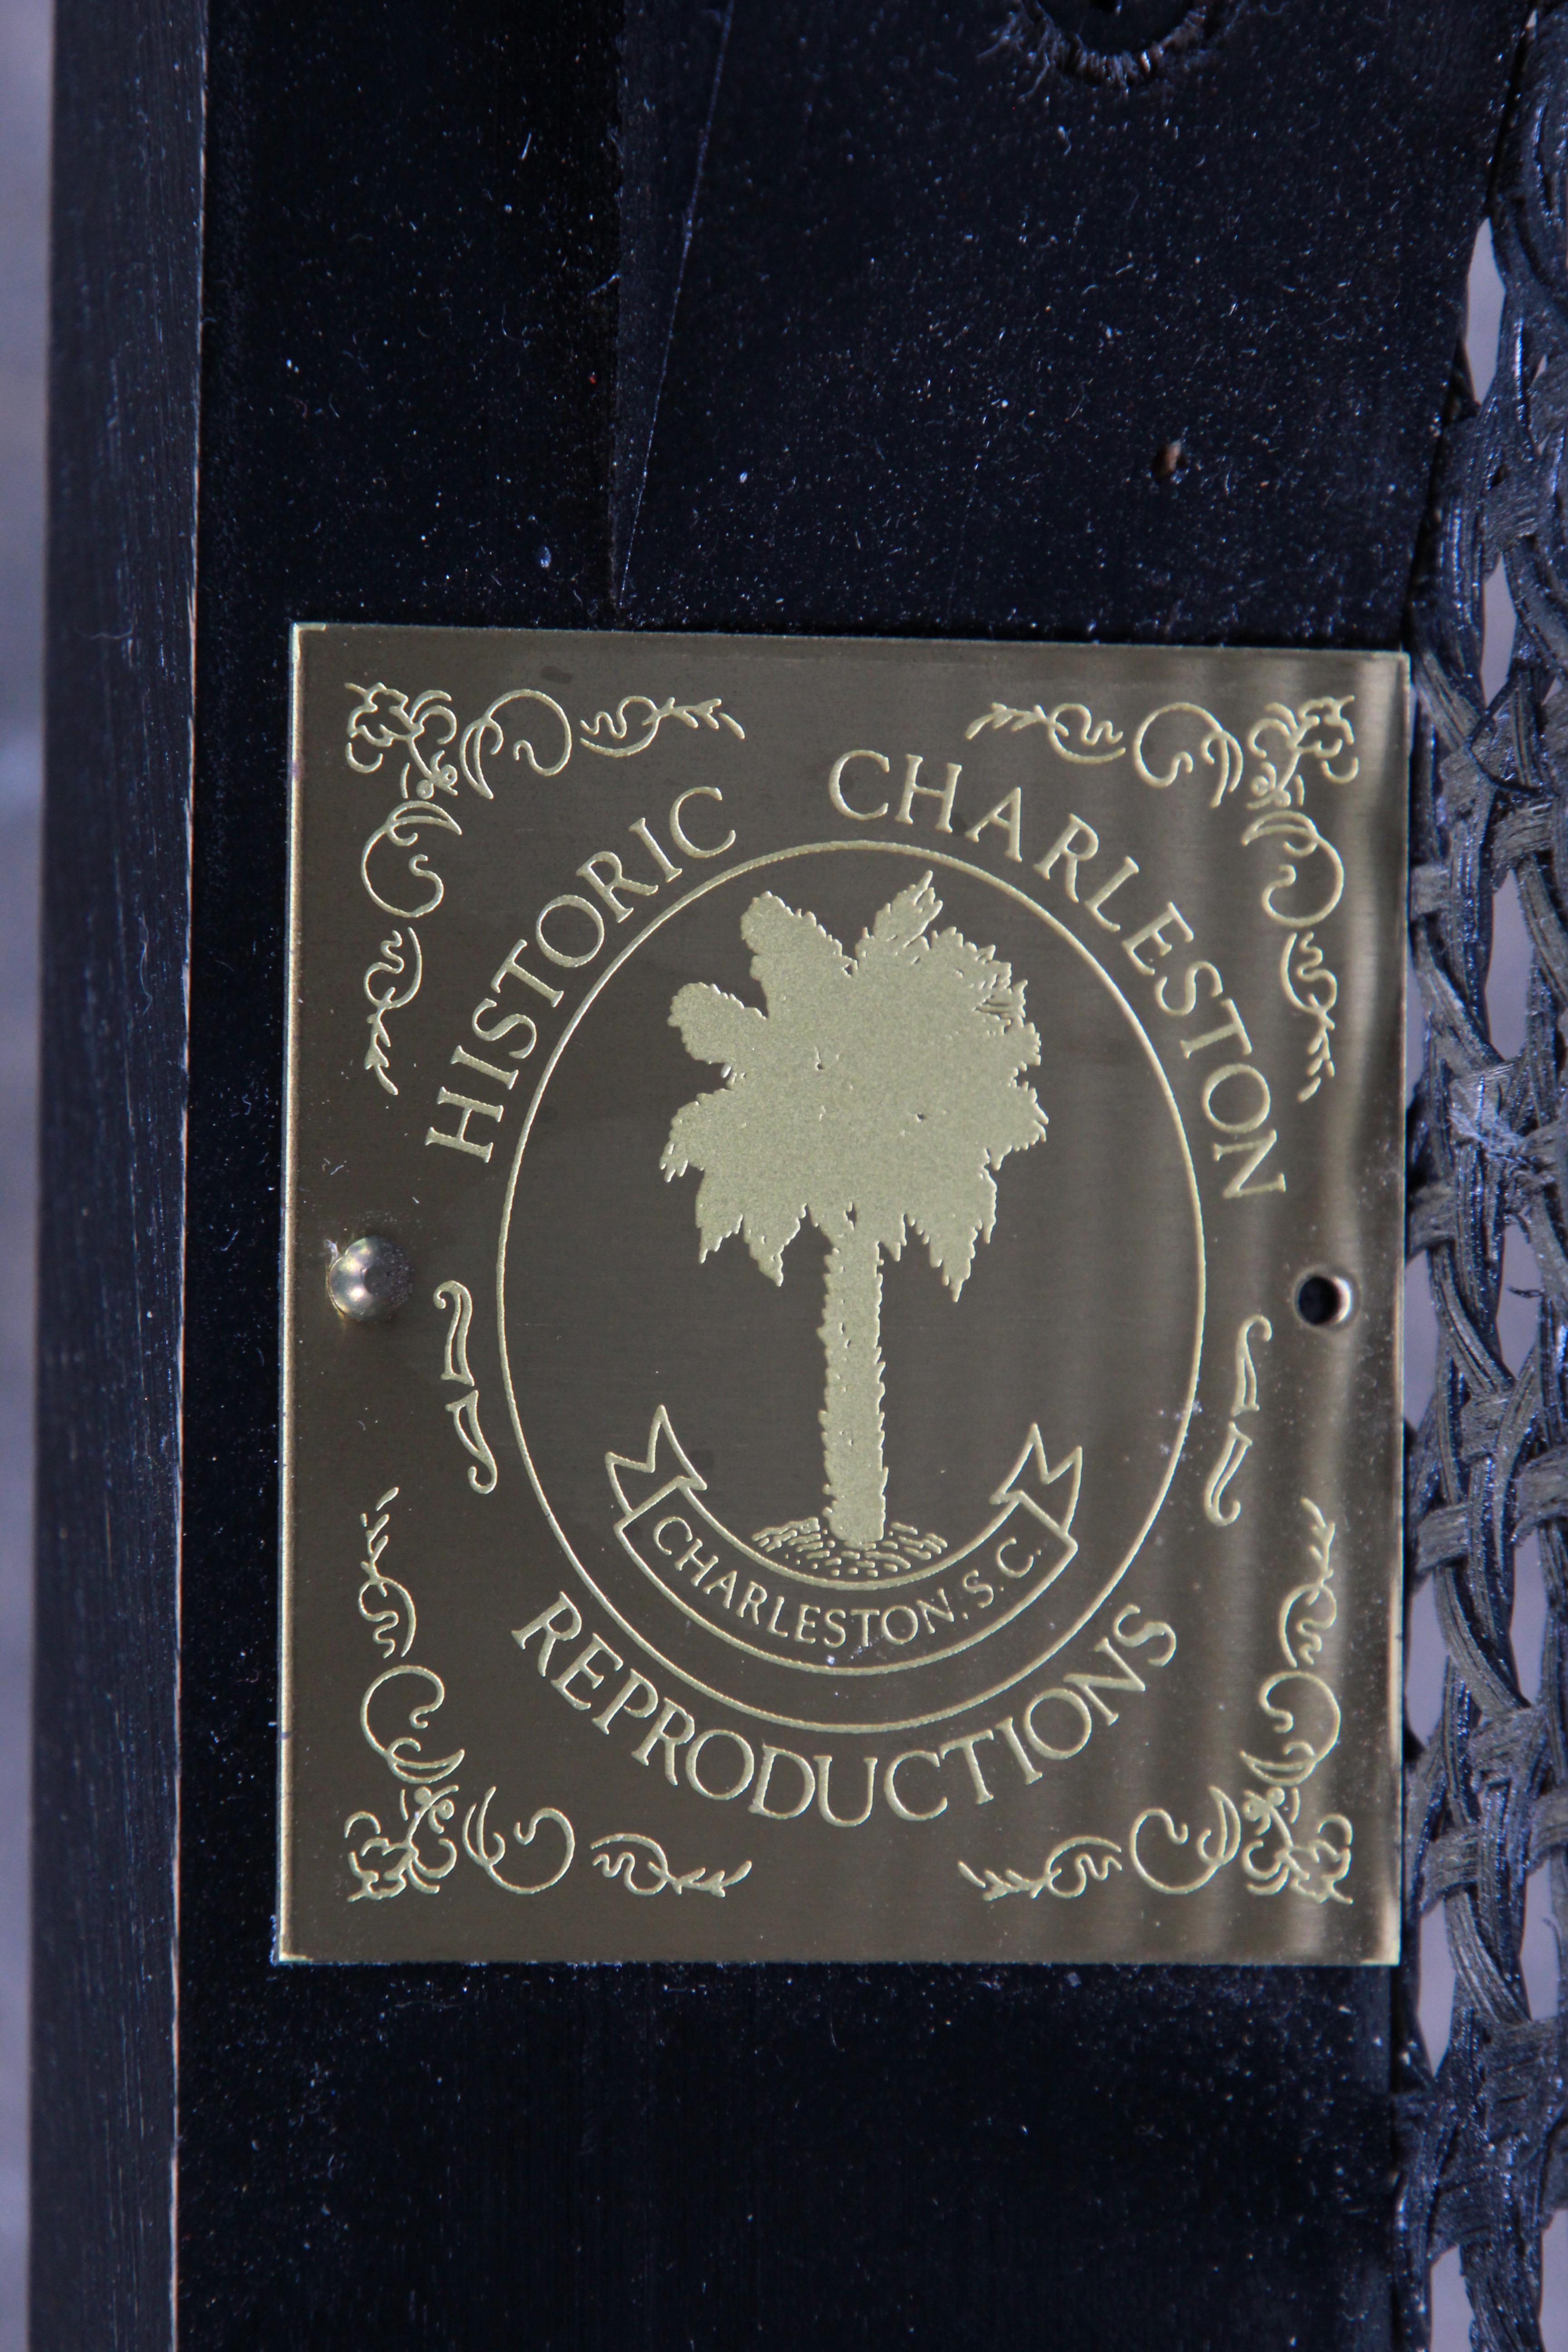 HISTORIC CHARLESTON
CHARLESTON, S.C.
REPRODUCTIONS